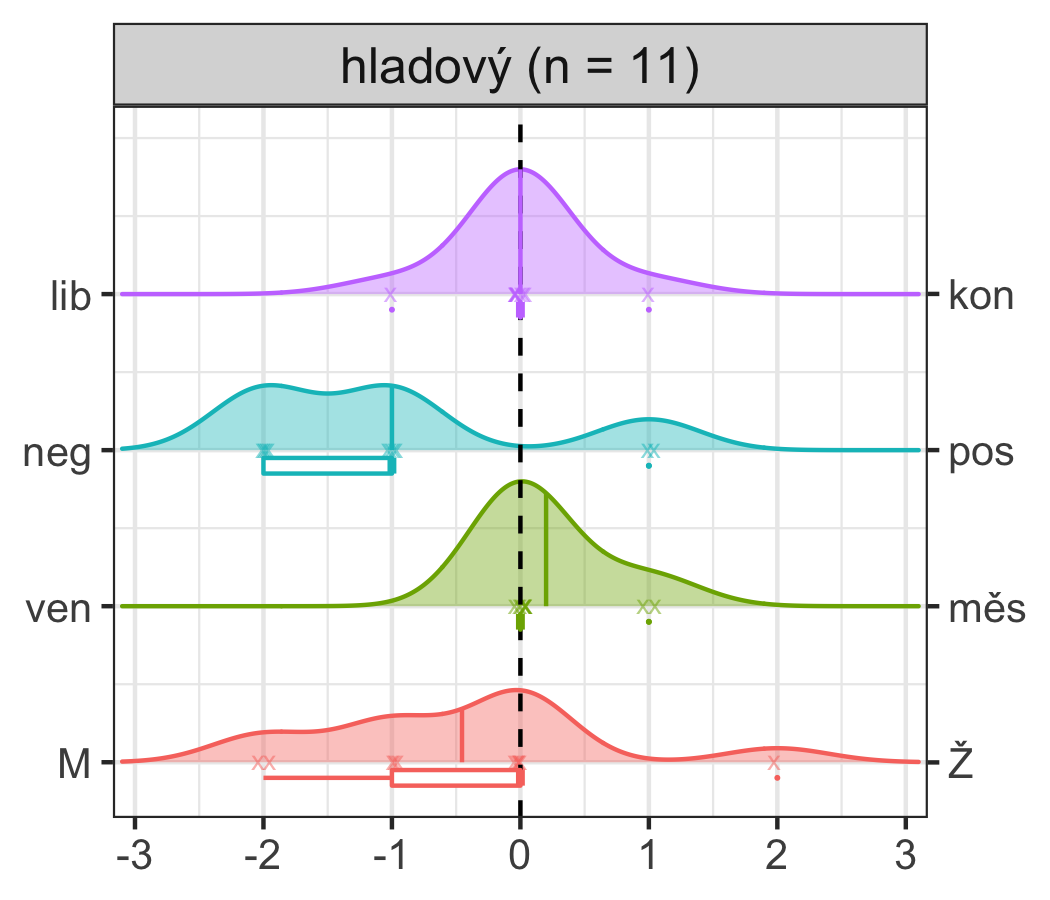 hladový (n = 11)
lib kon
neg pos
ven měs
M Ž
-3 -2 -1 0 1 2 3